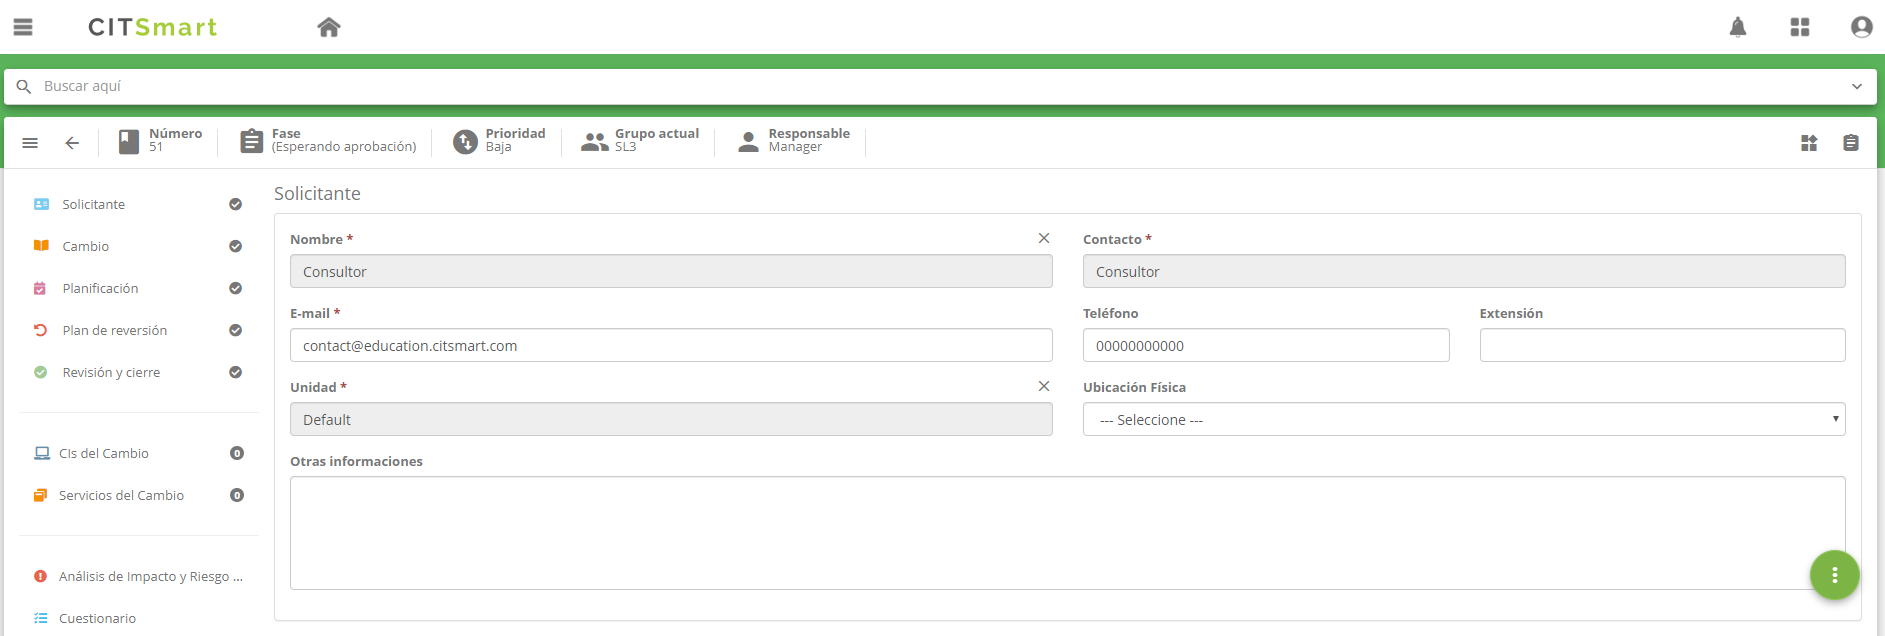 CITSmart
Buscar aquí
Número
51
Fase
(Esperando aprobación)
Prioridad
Baja
Grupo actual
SL3
Responsable
Manager
Solicitante
Cambio
Planificación
Plan de reversión
Revisión y cierre
CIs del Cambio 0
Servicios del Cambio 0
Análisis de Impacto y Riesgo ...
Cuestionario
Solicitante
Nombre *
Consultor
Contacto *
Consultor
E-mail *
contact@education.citsmart.com
Teléfono
00000000000
Extensión
Unidad *
Default
Ubicación Física
--- Seleccione ---
Otras informaciones